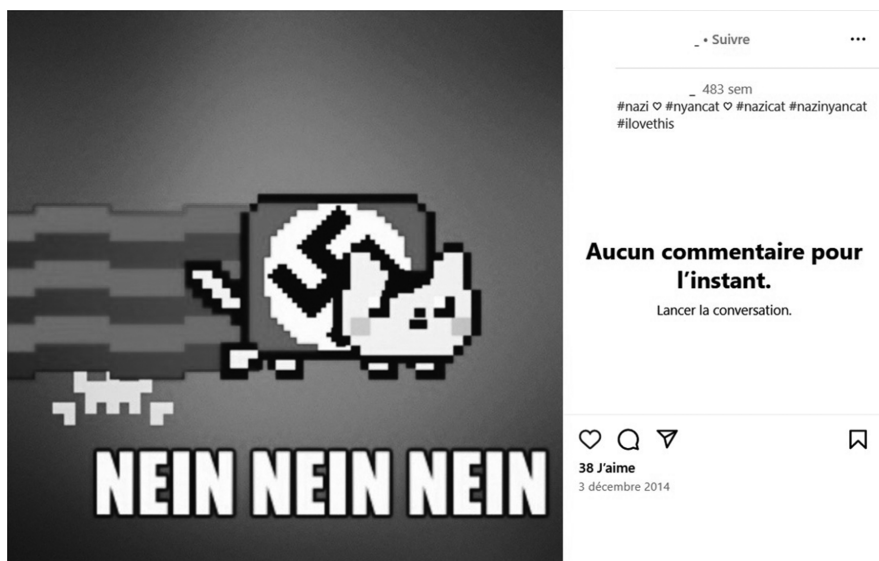 _ • Suivre
_ 483 sem
#nazi ♡ #nyancat ♡ #nazicat #nazinyancat
#ilovethis
Aucun commentaire pour
l’instant.
Lancer la conversation.
NEIN NEIN NEIN
38 J’aime
3 décembre 2014